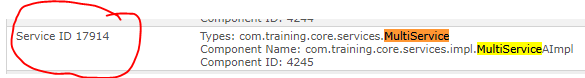 Component ID: 4244
Service ID 17914
Types: com.training.core.services.MultiService
Component Name: com.training.core.services.impl.MultiServiceAImpl
Component ID: 4245